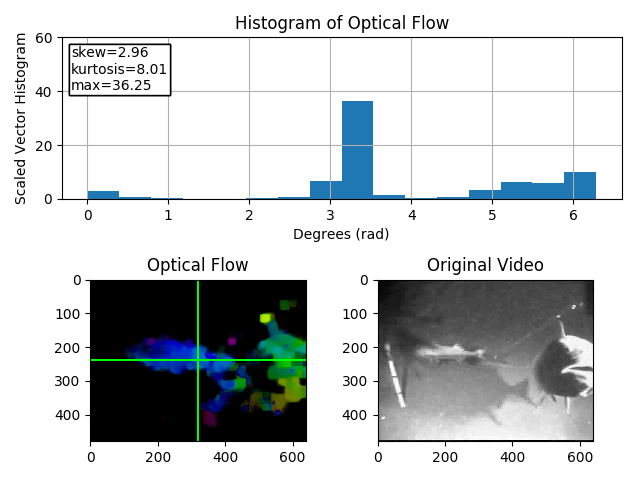 Histogram of Optical Flow
60
40
20
0
Scaled Vector Histogram
skew=2.96
kurtosis=8.01
max=36.25
0 1 2 3 4 5 6
Degrees (rad)
Optical Flow
0
100
200
300
400
0 200 400 600
Original Video
0
100
200
300
400
0 200 400 600